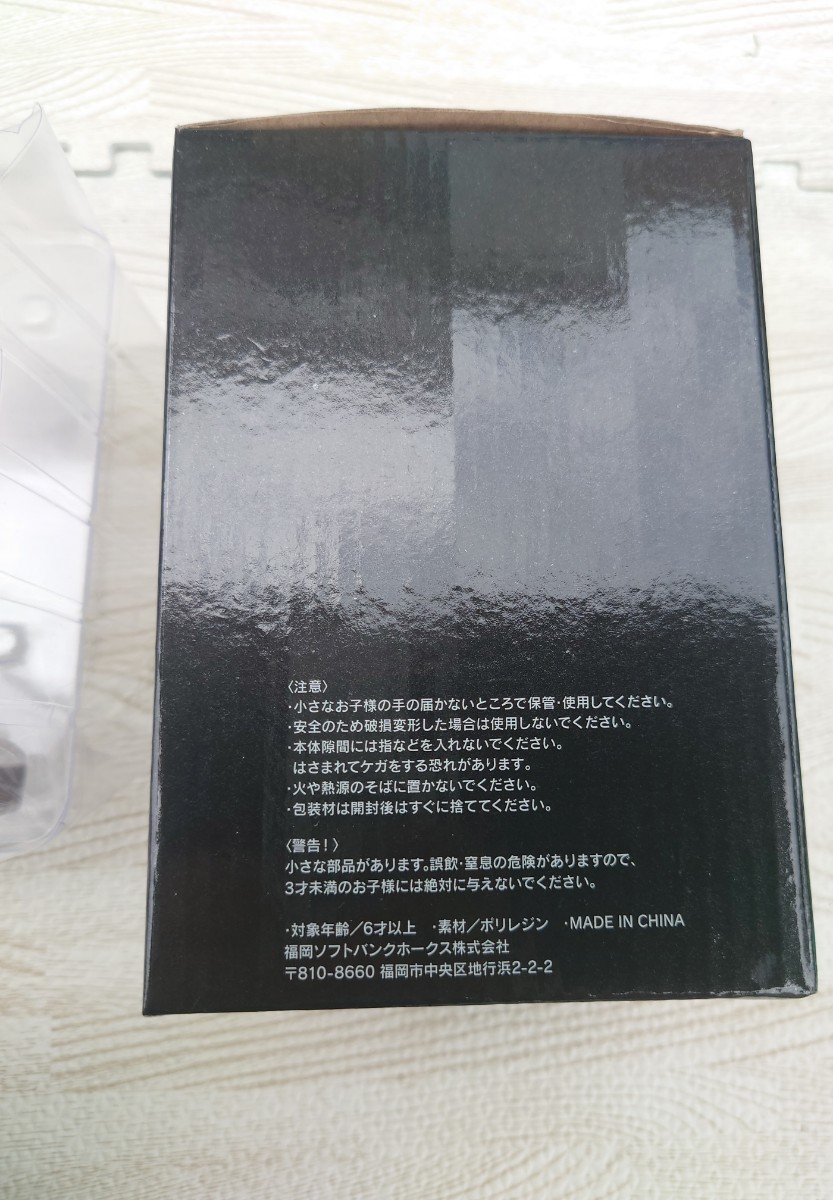 〈注意〉
・小さなお子様の手の届かないところで保管・使用してください。
・安全のため破損変形した場合は使用しないでください。
・本体隙間には指などを入れないでください。
はさまれてケガをする恐れがあります。
・火や熱源のそばに置かないでください。
・包装材は開封後はすぐに捨ててください。
〈警告!〉
小さな部品があります。誤飲・窒息の危険がありますので、
3才未満のお子様には絶対に与えないでください。
・対象年齢/6才以上 ・素材/ポリレジン ・MADE IN CHINA
福岡ソフトバンクホークス株式会社
〒810-8660 福岡市中央区地行浜2-2-2